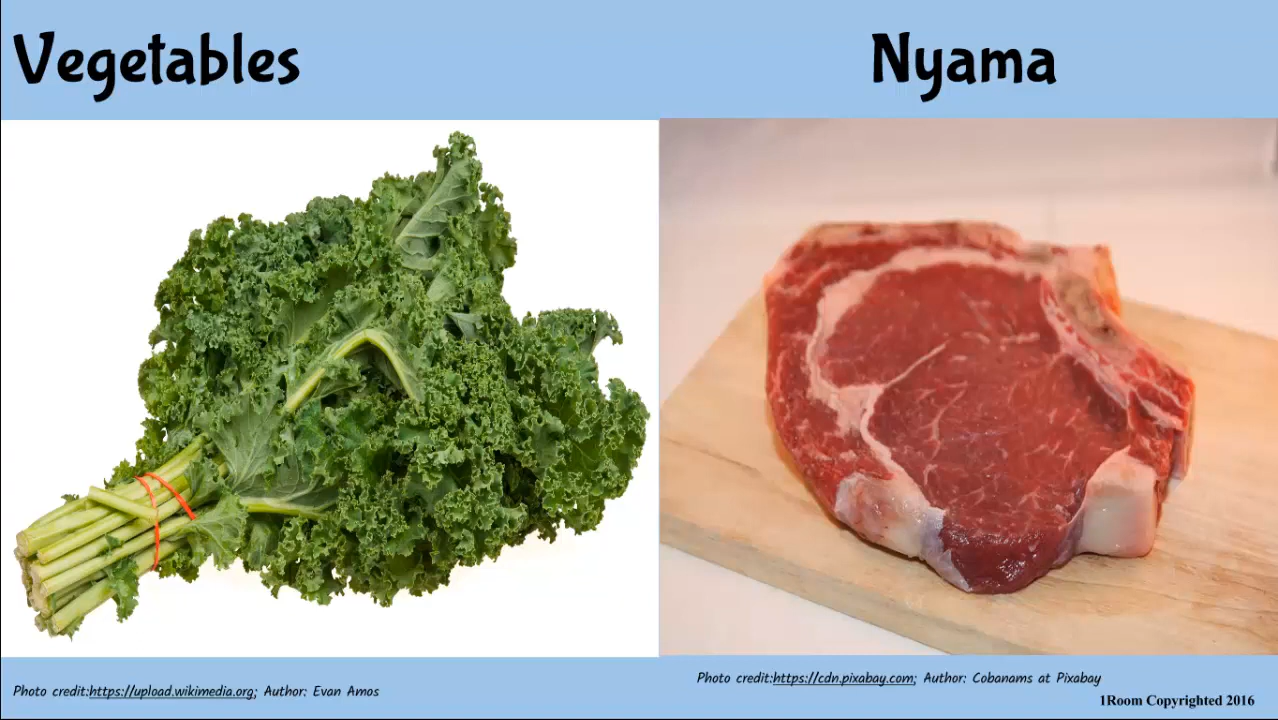 Vegetables
Nyama
Photo credit:https://upload.wikimedia.org; Author: Evan Amos
Photo credit:https://cdn.pixabay.com; Author: Cobanams at Pixabay
1Room Copyrighted 2016